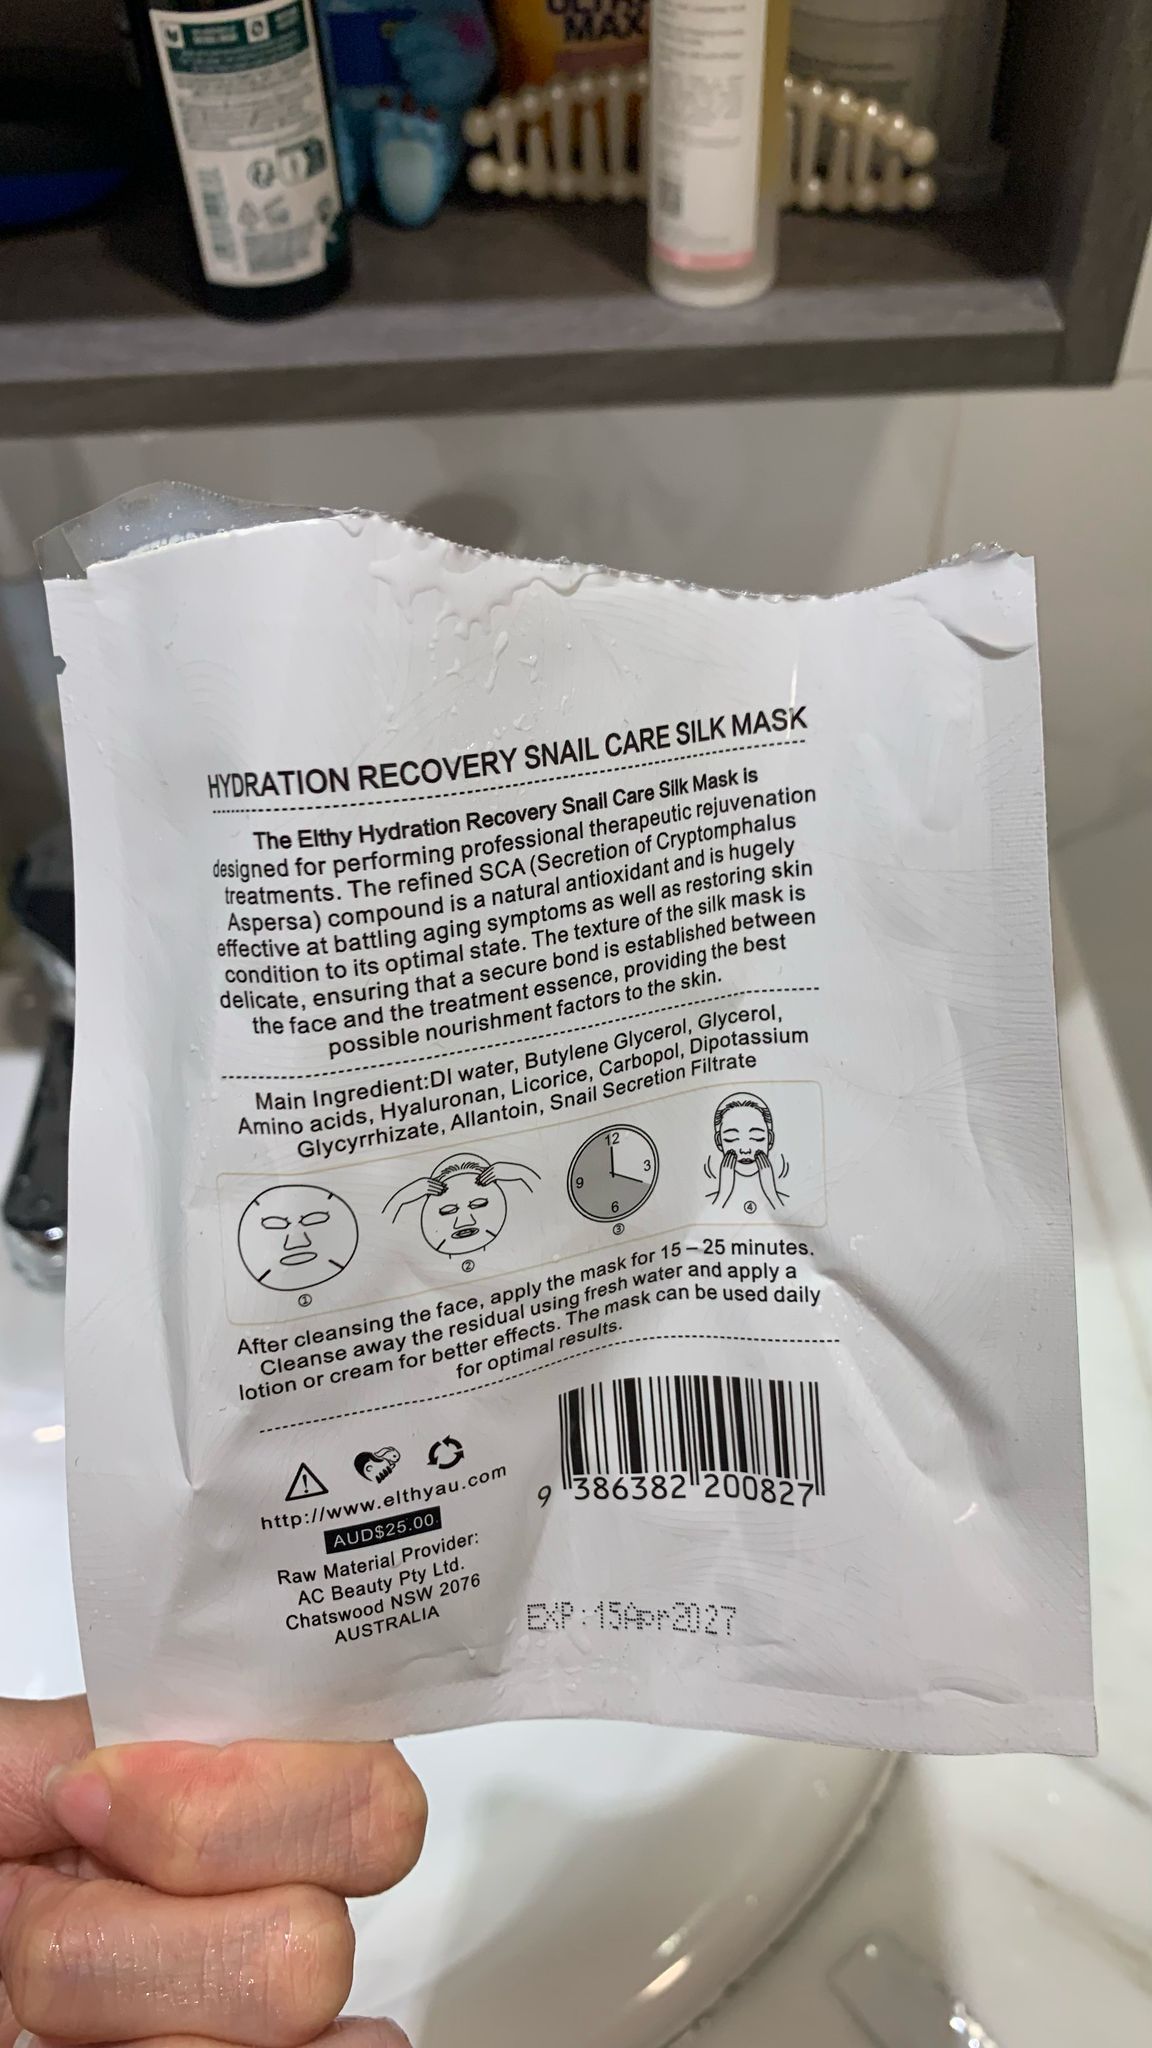 ULTRA
MAX
HYDRATION RECOVERY SNAIL CARE SILK MASK
The Elthy Hydration Recovery Snail Care Silk Mask is
designed for performing professional therapeutic rejuvenation
treatments. The refined SCA (Secretion of Cryptomphalus
Aspersa) compound is a natural antioxidant and is hugely
effective at battling aging symptoms as well as restoring skin
condition to its optimal state. The texture of the silk mask is
delicate, ensuring that a secure bond is established between
the face and the treatment essence, providing the best
possible nourishment factors to the skin.
Main Ingredient:DI water, Butylene Glycerol, Glycerol,
Amino acids, Hyaluronan, Licorice, Carbopol, Dipotassium
Glycyrrhizate, Allantoin, Snail Secretion Filtrate
12
3
6
9
①
②
③
④
After cleansing the face, apply the mask for 15 – 25 minutes.
Cleanse away the residual using fresh water and apply a
lotion or cream for better effects. The mask can be used daily
for optimal results.
http://www.elthyau.com
AUD$25.00
Raw Material Provider:
AC Beauty Pty Ltd.
Chatswood NSW 2076
AUSTRALIA
9 386382 200827
EXP:15Apr2027